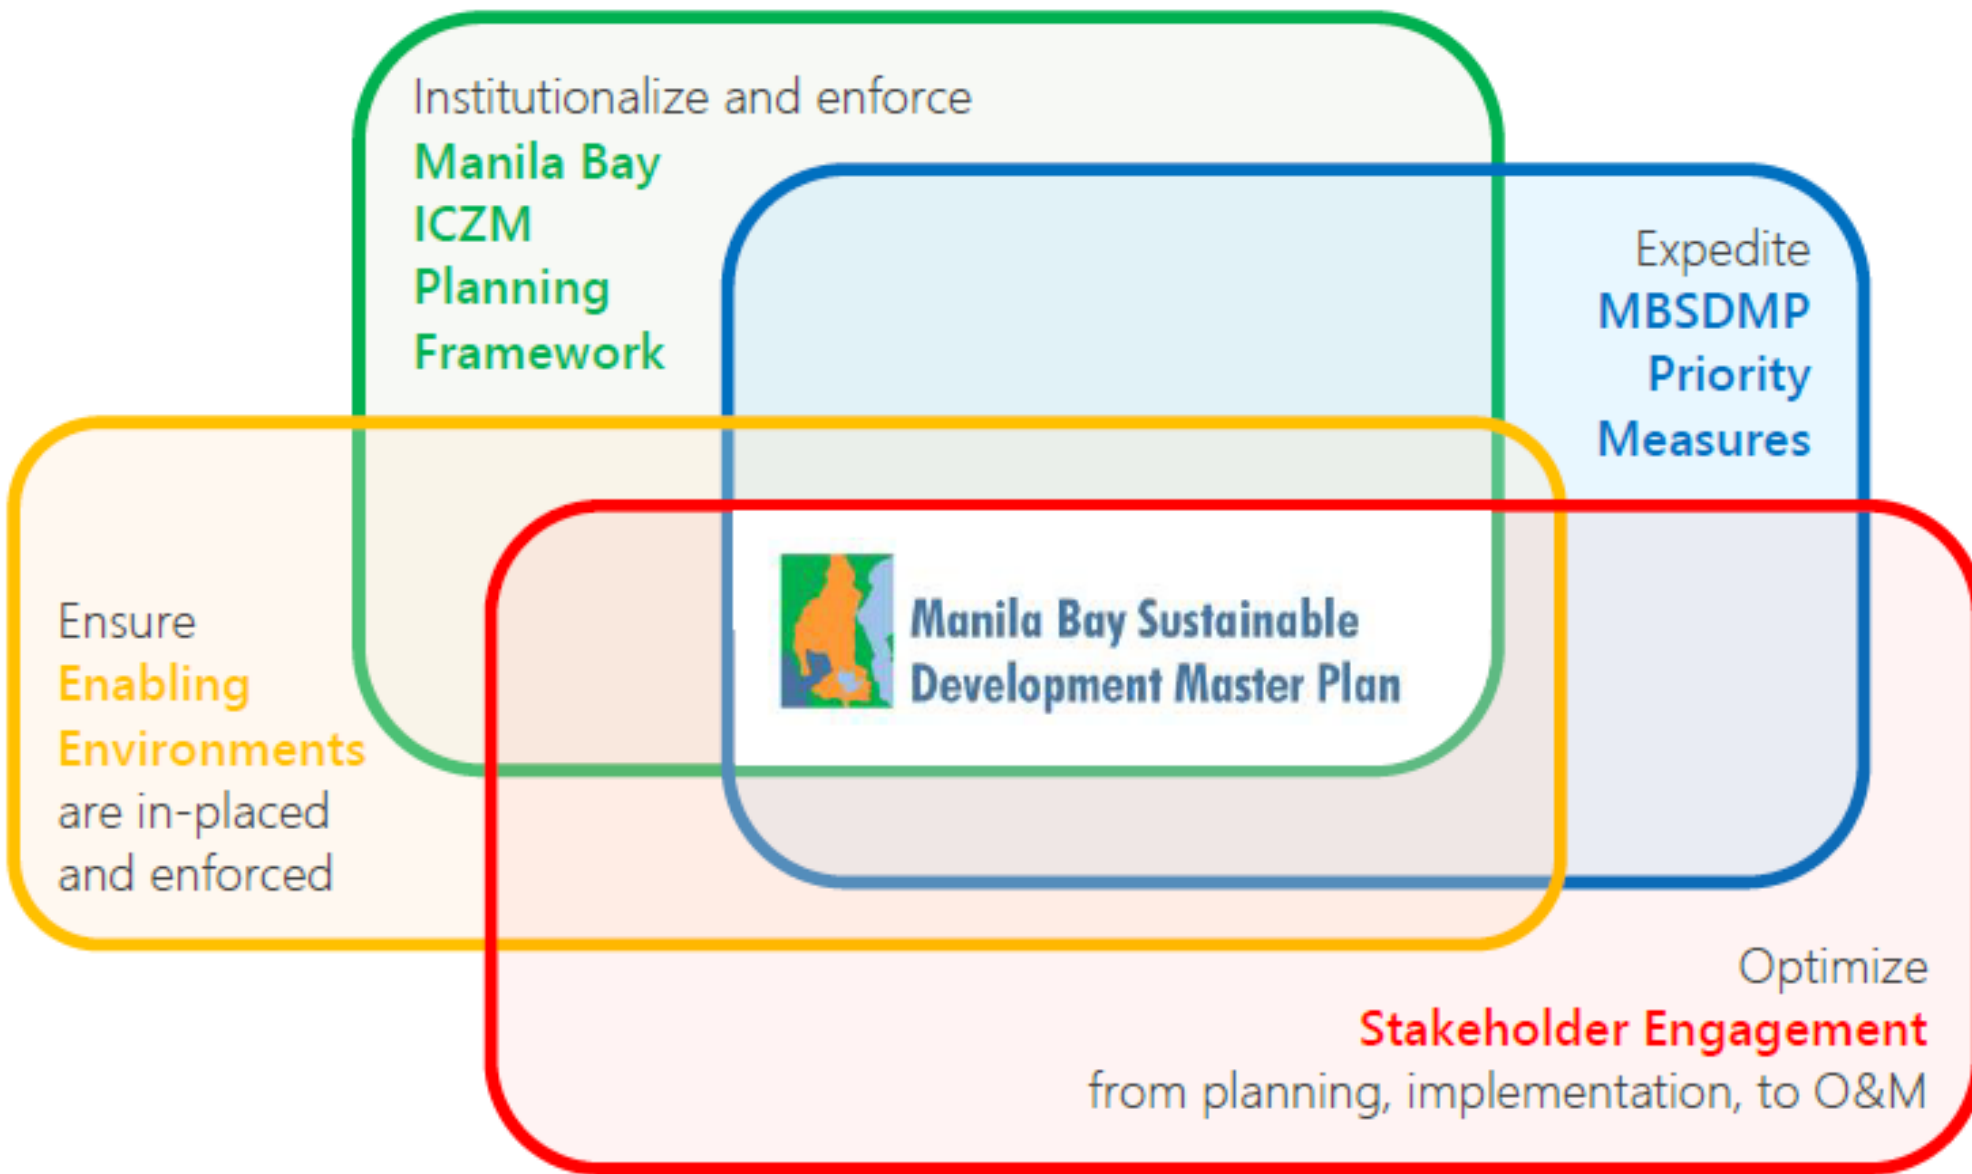 Institutionalize and enforce
Manila Bay
ICZM
Planning
Framework
Expedite
MBSDMP
Priority
Measures
Ensure
Enabling
Environments
are in-placed
and enforced
Manila Bay Sustainable
Development Master Plan
Optimize
Stakeholder Engagement
from planning, implementation, to O&M